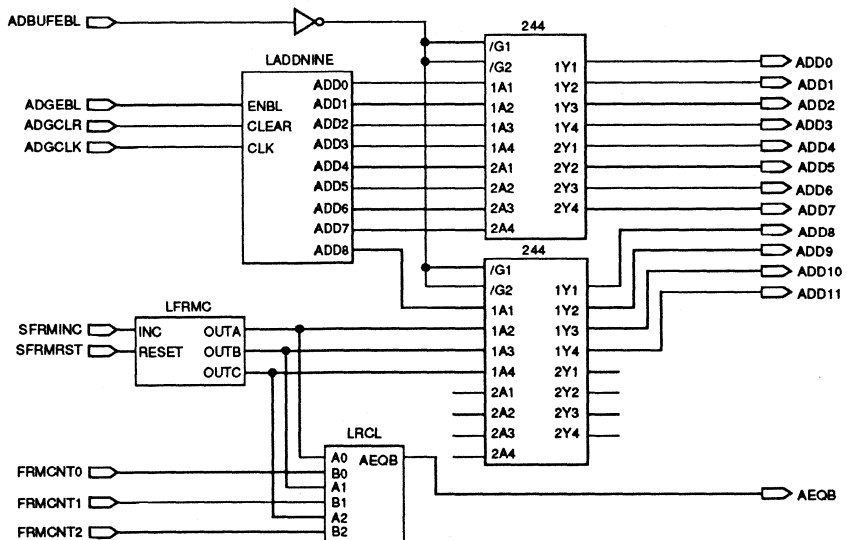 ADBUFEBL
244
/G1
/G2
1A1
1A2
1A3
1A4
2A1
2A2
2A3
2A4
1Y1
1Y2
1Y3
1Y4
2Y1
2Y2
2Y3
2Y4
LADDNINE
ENBL
CLEAR
CLK
ADD0
ADD1
ADD2
ADD3
ADD4
ADD5
ADD6
ADD7
ADD8
ADGEBL
ADGCLR
ADGCLK
ADD0
ADD1
ADD2
ADD3
ADD4
ADD5
ADD6
ADD7
ADD8
ADD9
ADD10
ADD11
244
/G1
/G2
1A1
1A2
1A3
1A4
2A1
2A2
2A3
2A4
1Y1
1Y2
1Y3
1Y4
2Y1
2Y2
2Y3
2Y4
LFRMC
SFRMINC
SFRMRST
INC
RESET
OUTA
OUTB
OUTC
LRCL
A0
B0
A1
B1
A2
B2
AEQB
FRMCNT0
FRMCNT1
FRMCNT2
AEQB